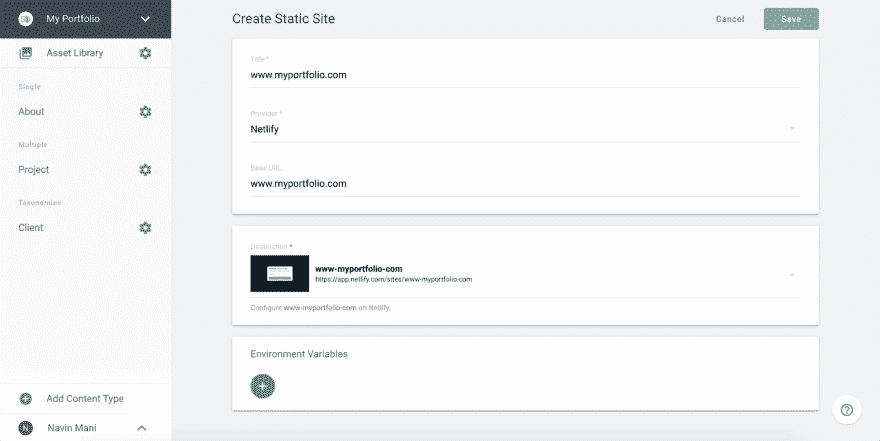 My Portfolio
Asset Library
Single
About
Multiple
Project
Taxonomies
Client
Add Content Type
N
Navin Mani
Create Static Site
Cancel
Save
Title *
www.myportfolio.com
Provider *
Netlify
Base URL
www.myportfolio.com
Destination *
www-myportfolio-com
https://app.netlify.com/sites/www-myportfolio-com
Configure www-myportfolio-com on Netlify.
Environment Variables